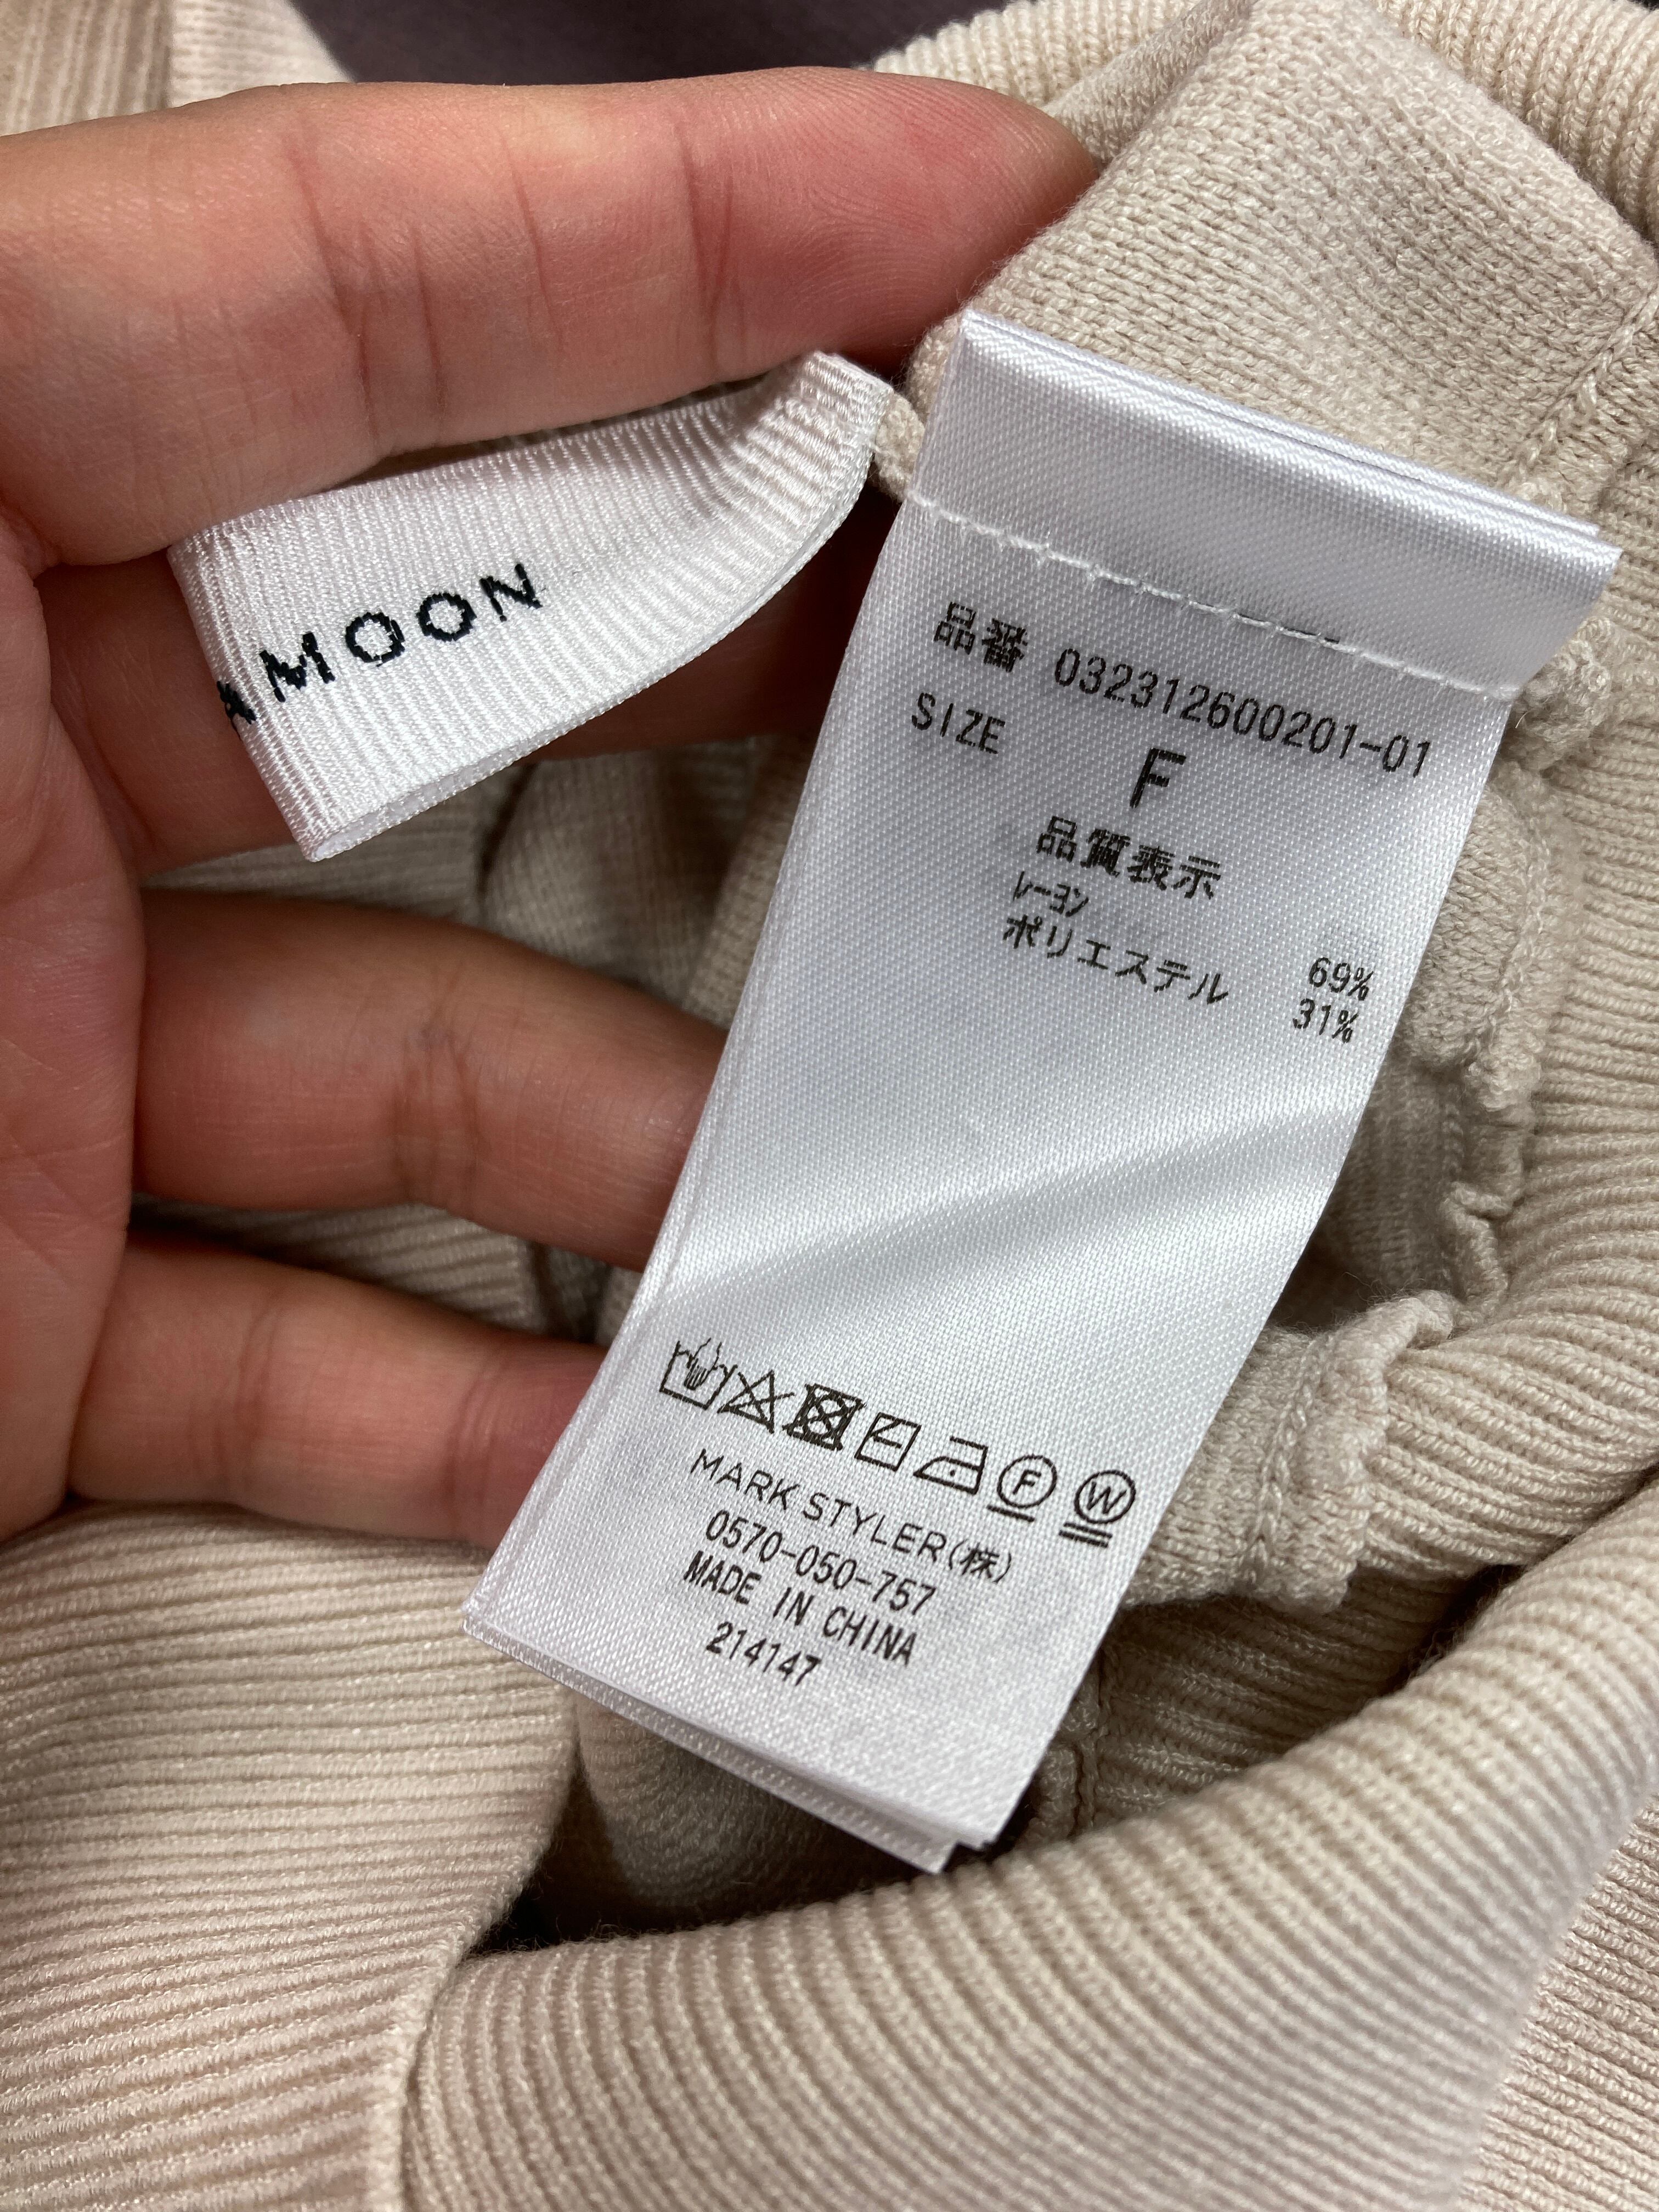 AMOON
品番 032312600201-01
SIZE F
品質表示
ﾚｰﾖﾝ 69%
ポリエステル 31%
F W
MARK STYLER(株)
0570-050-757
MADE IN CHINA
214147